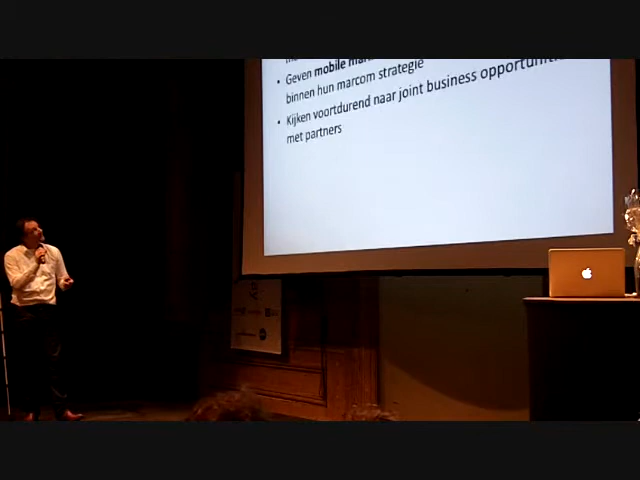 • Geven mobile
binnen hun marcom strategie
• Kijken voortdurend naar joint business
met partners